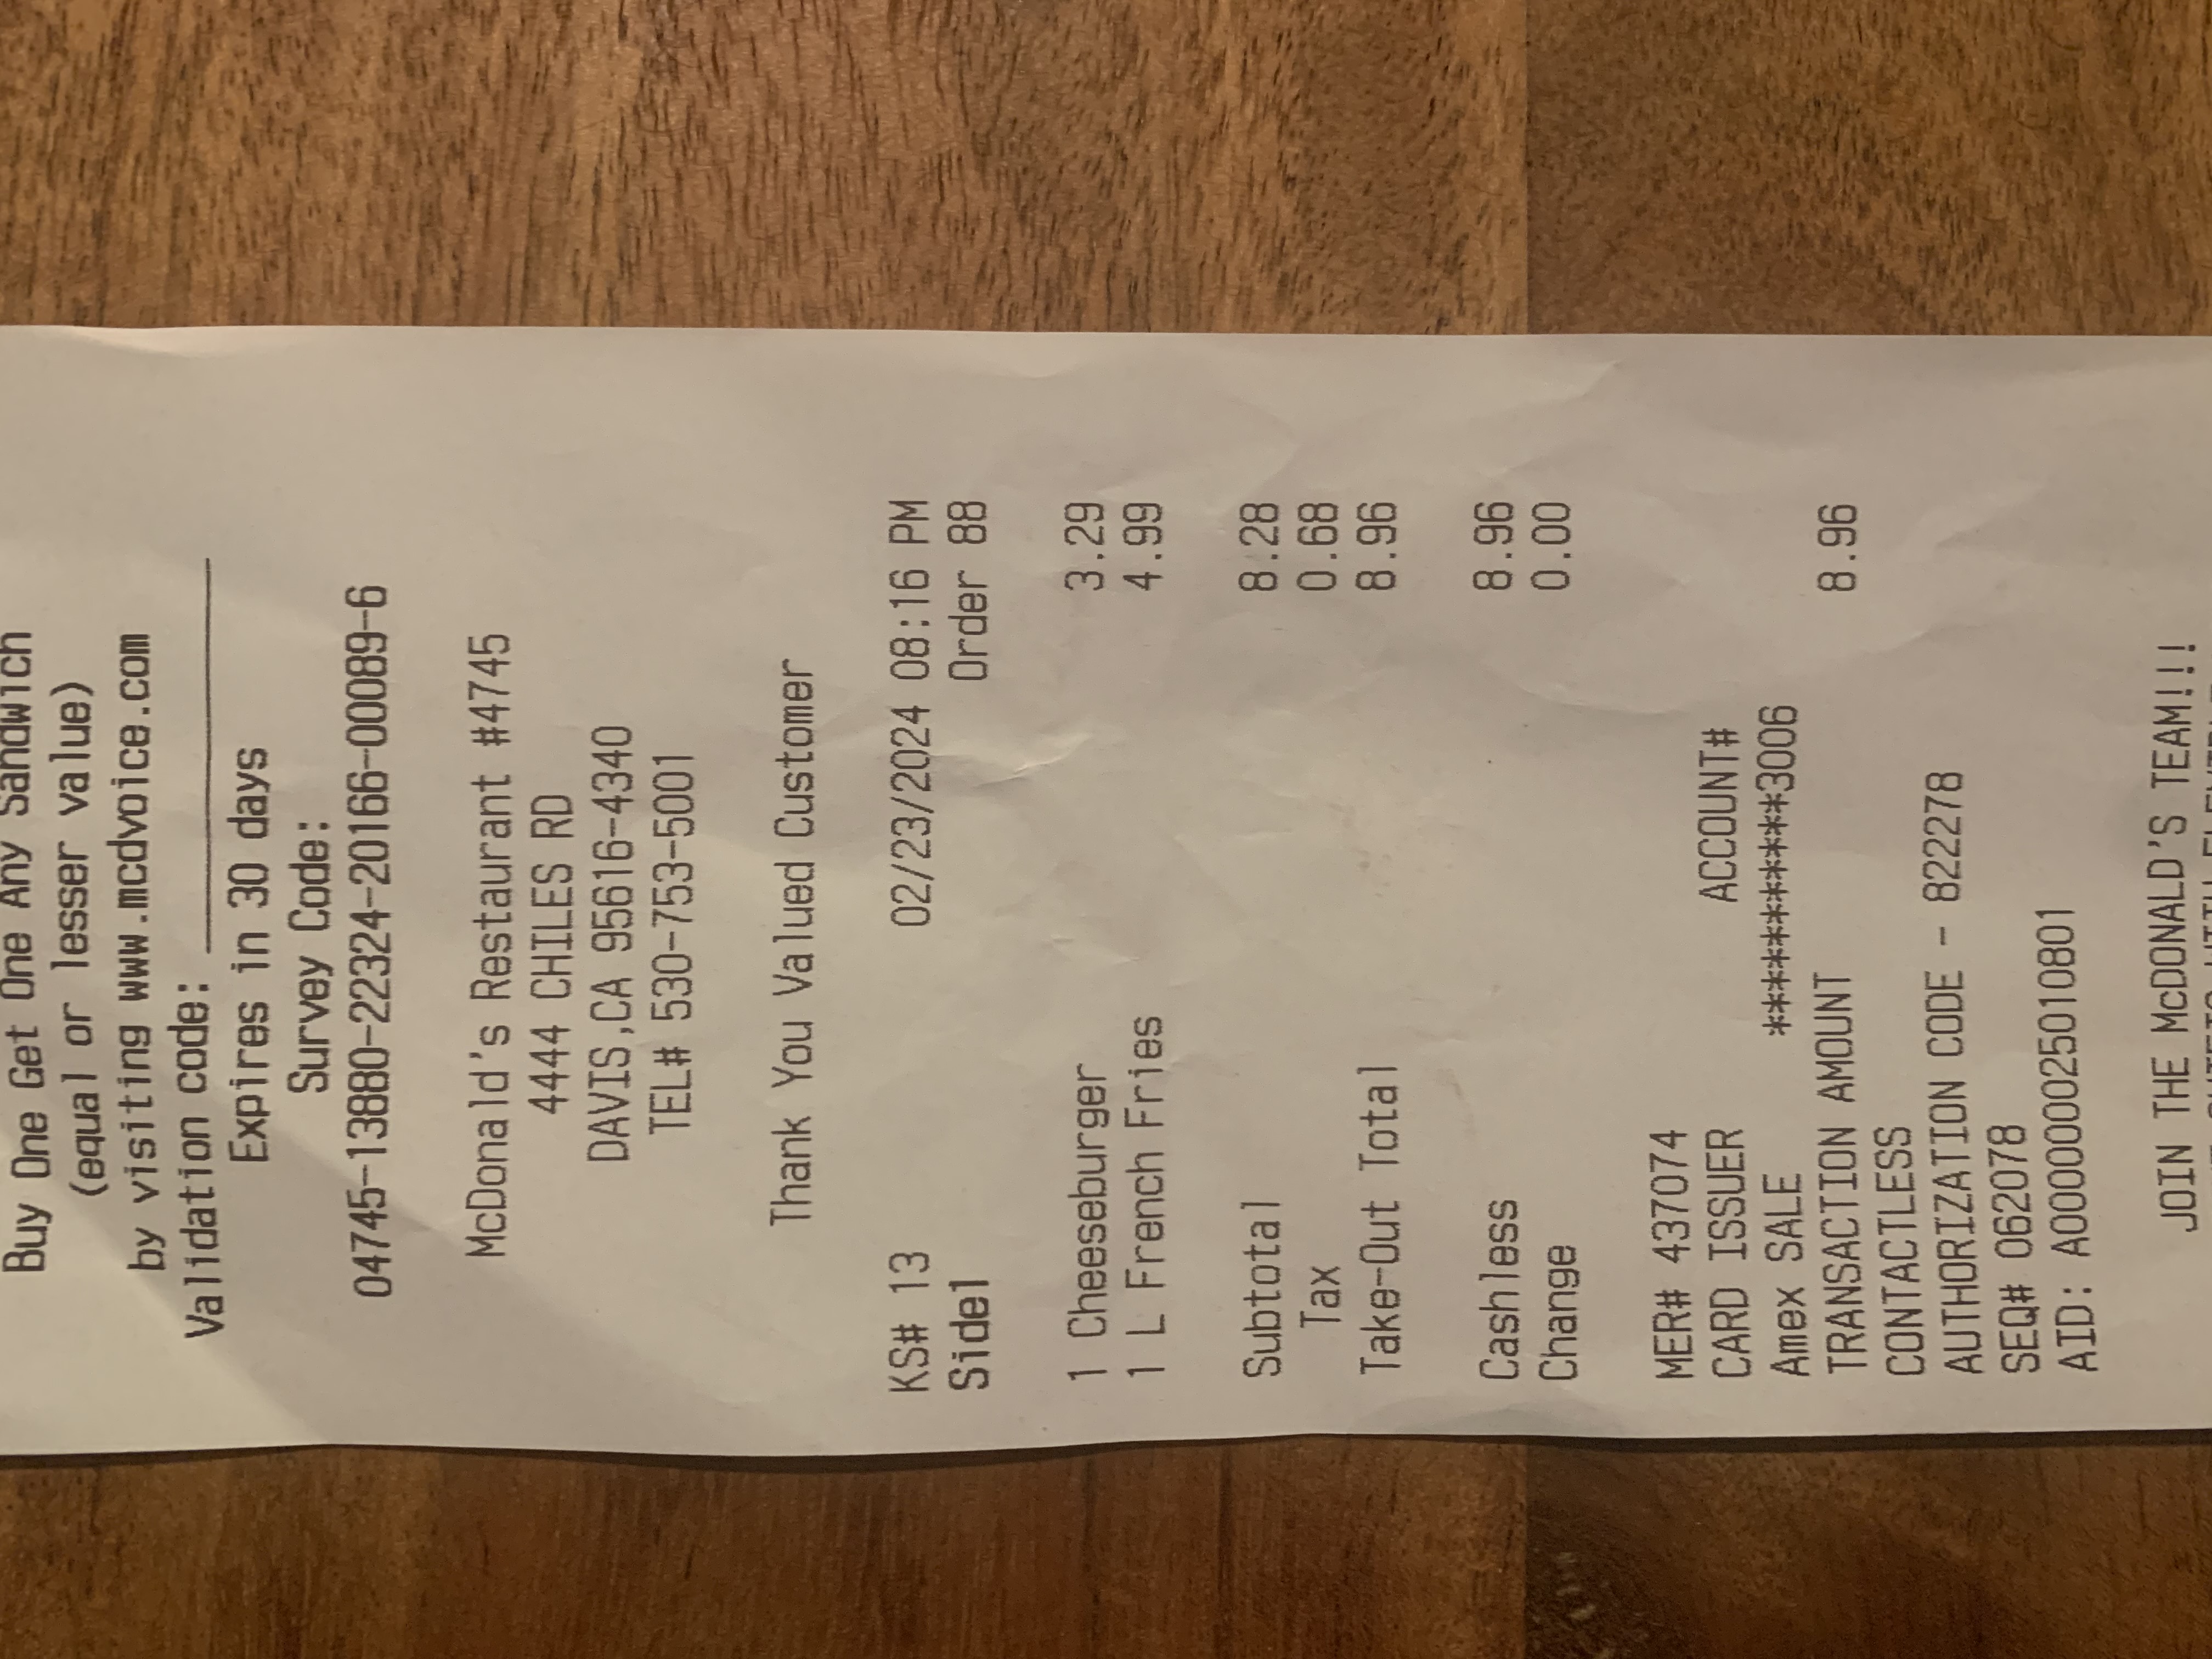 Buy One Get One Any Sandwich
(equal or lesser value)
by visiting www.mcdvoice.com
Validation code: _______________
Expires in 30 days
Survey Code:
04745-13880-22324-20166-00089-6
McDonald's Restaurant #4745
4444 CHILES RD
DAVIS,CA 95616-4340
TEL# 530-753-5001
Thank You Valued Customer
KS# 13 02/23/2024 08:16 PM
Side1 Order 88
1 Cheeseburger 3.29
1 L French Fries 4.99
Subtotal 8.28
Tax 0.68
Take-Out Total 8.96
Cashless 8.96
Change 0.00
MER# 437074
CARD ISSUER ACCOUNT#
Amex SALE ***********3006
TRANSACTION AMOUNT 8.96
CONTACTLESS
AUTHORIZATION CODE - 822278
SEQ# 062078
AID: A000000025010801
JOIN THE McDONALD'S TEAM!!!